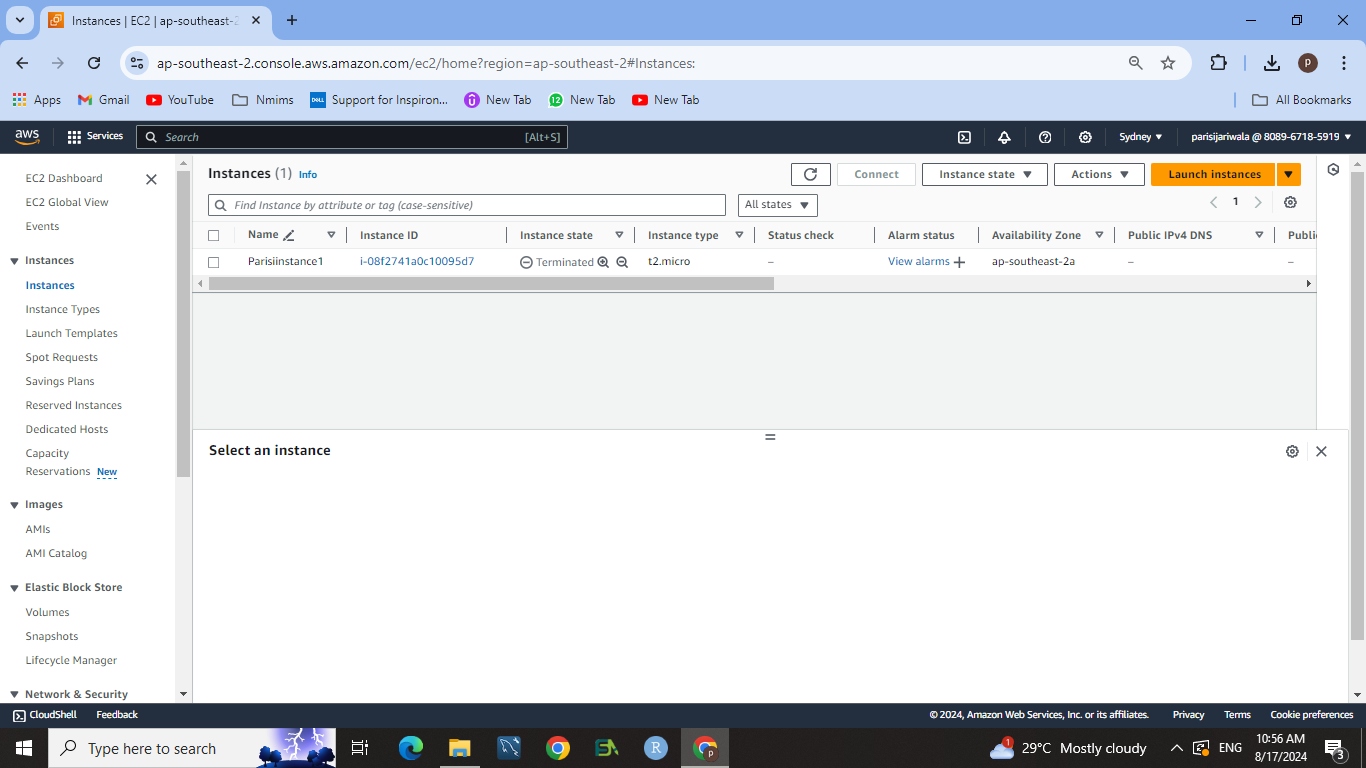 Instances | EC2 | ap-southeast-2
ap-southeast-2.console.aws.amazon.com/ec2/home?region=ap-southeast-2#Instances:
p
Apps
Gmail
YouTube
Nmims
DELL
Support for Inspiron...
New Tab
12
New Tab
New Tab
All Bookmarks
aws
Services
Search
[Alt+S]
Sydney
parisijariwala @ 8089-6718-5919
EC2 Dashboard
EC2 Global View
Events
Instances
Instances
Instance Types
Launch Templates
Spot Requests
Savings Plans
Reserved Instances
Dedicated Hosts
Capacity
Reservations New
Images
AMIs
AMI Catalog
Elastic Block Store
Volumes
Snapshots
Lifecycle Manager
Network & Security
Instances (1) Info
Connect
Instance state
Actions
Launch instances
Find Instance by attribute or tag (case-sensitive)
All states
1
Name
Instance ID
Instance state
Instance type
Status check
Alarm status
Availability Zone
Public IPv4 DNS
Publi
Parisiinstance1
i-08f2741a0c10095d7
Terminated
t2.micro
–
View alarms
ap-southeast-2a
–
–
Select an instance
CloudShell
Feedback
© 2024, Amazon Web Services, Inc. or its affiliates.
Privacy
Terms
Cookie preferences
Type here to search
R
p
1
29°C Mostly cloudy
ENG
10:56 AM
8/17/2024
3